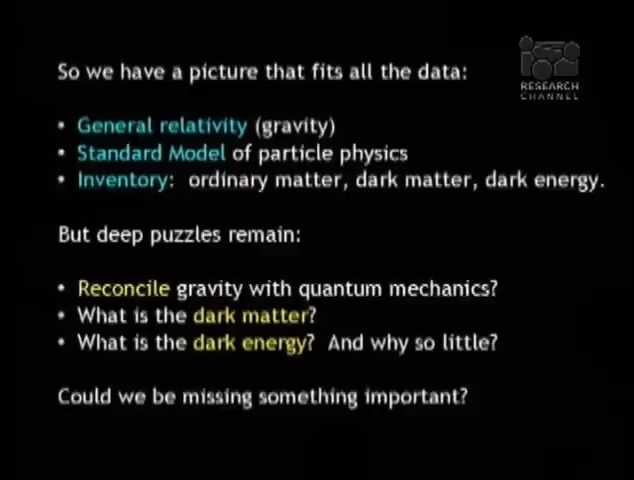 So we have a picture that fits all the data:
RESEARCH
CHANNEL
• General relativity (gravity)
• Standard Model of particle physics
• Inventory: ordinary matter, dark matter, dark energy.
But deep puzzles remain:
• Reconcile gravity with quantum mechanics?
• What is the dark matter?
• What is the dark energy? And why so little?
Could we be missing something important?